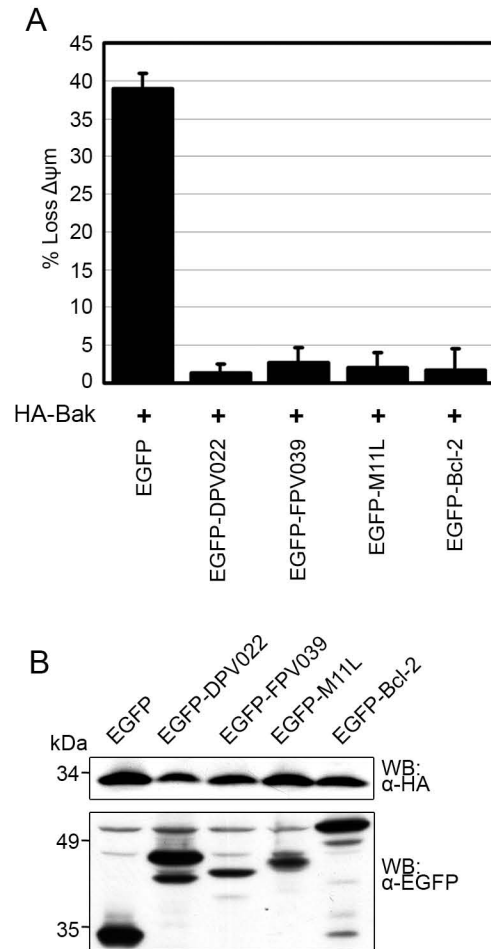 A
45
40
35
30
25
20
15
10
5
0
% Loss Δψm
HA-Bak + + + + +
EGFP
EGFP-DPV022
EGFP-FPV039
EGFP-M11L
EGFP-Bcl-2
B
EGFP
EGFP-DPV022
EGFP-FPV039
EGFP-M11L
EGFP-Bcl-2
kDa
34
WB:
α-HA
49
35
WB:
α-EGFP